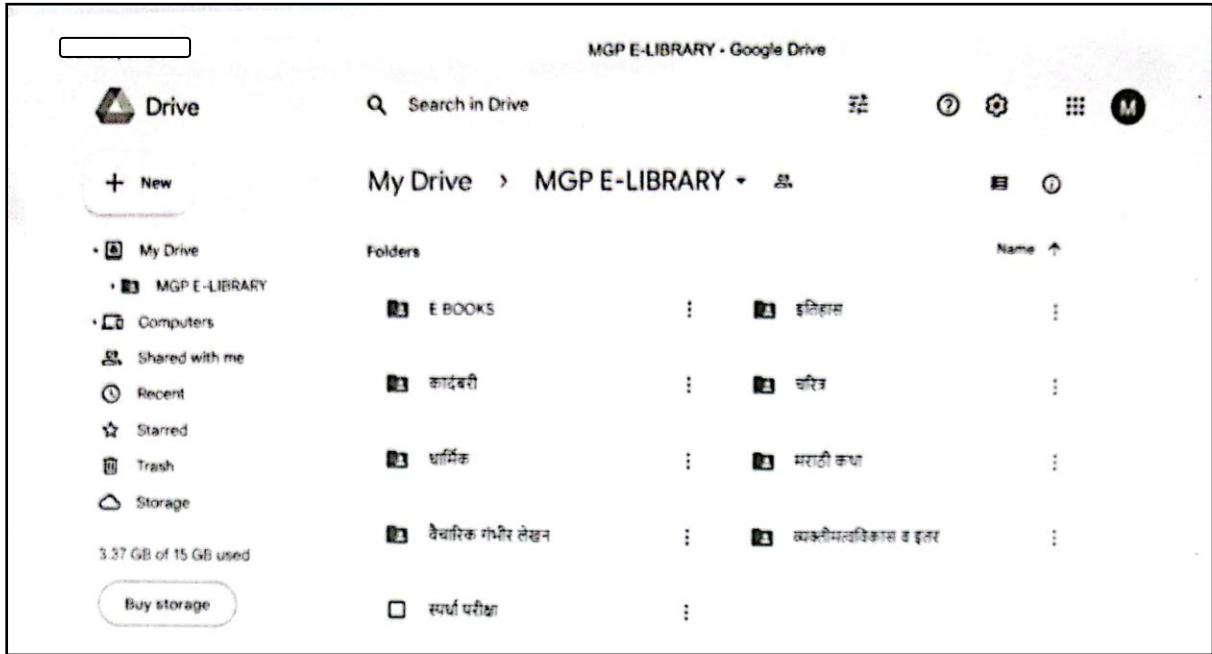 MGP E-LIBRARY - Google Drive
Drive
Search in Drive
M
New
My Drive › MGP E-LIBRARY
My Drive
Folders
Name ↑
MGP E-LIBRARY
Computers
Shared with me
Recent
Starred
Trash
Storage
3.37 GB of 15 GB used
Buy storage
E BOOKS
इतिहास
कादंबरी
चरित्र
धार्मिक
मराठी कथा
वैचारिक गंभीर लेखन
व्यक्तीमत्वविकास व इतर
स्पर्धा परीक्षा